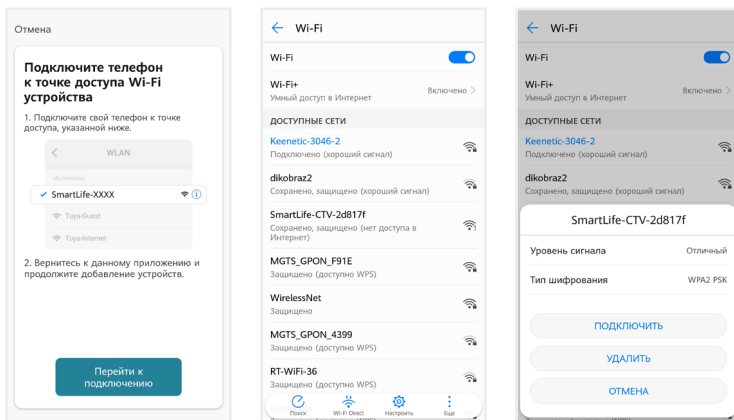 Отмена
Подключите телефон
к точке доступа Wi-Fi
устройства
1. Подключите свой телефон к точке
доступа, указанной ниже.
WLAN
My networks
SmartLife-XXXX
Tuya-Guest
Tuya-Internet
2. Вернитесь к данному приложению и
продолжите добавление устройств.
Перейти к
подключению
Wi-Fi
Wi-Fi
Wi-Fi+
Умный доступ в Интернет
Включено
ДОСТУПНЫЕ СЕТИ
Keenetic-3046-2
Подключено (хороший сигнал)
dikobraz2
Сохранено, защищено (хороший сигнал)
SmartLife-CTV-2d817f
Сохранено, защищено (нет доступа в
Интернет)
MGTS_GPON_F91E
Защищено (доступно WPS)
WirelessNet
Защищено
MGTS_GPON_4399
Защищено (доступно WPS)
RT-WiFi-36
Защищено (доступно WPS)
Поиск
Wi-Fi Direct
Настроить
Еще
Wi-Fi
Wi-Fi
Wi-Fi+
Умный доступ в Интернет
Включено
ДОСТУПНЫЕ СЕТИ
Keenetic-3046-2
Подключено (хороший сигнал)
dikobraz2
Сохранено, защищено (хороший сигнал)
SmartLife-CTV-2d817f
Уровень сигнала
Отличный
Тип шифрования
WPA2 PSK
ПОДКЛЮЧИТЬ
УДАЛИТЬ
ОТМЕНА